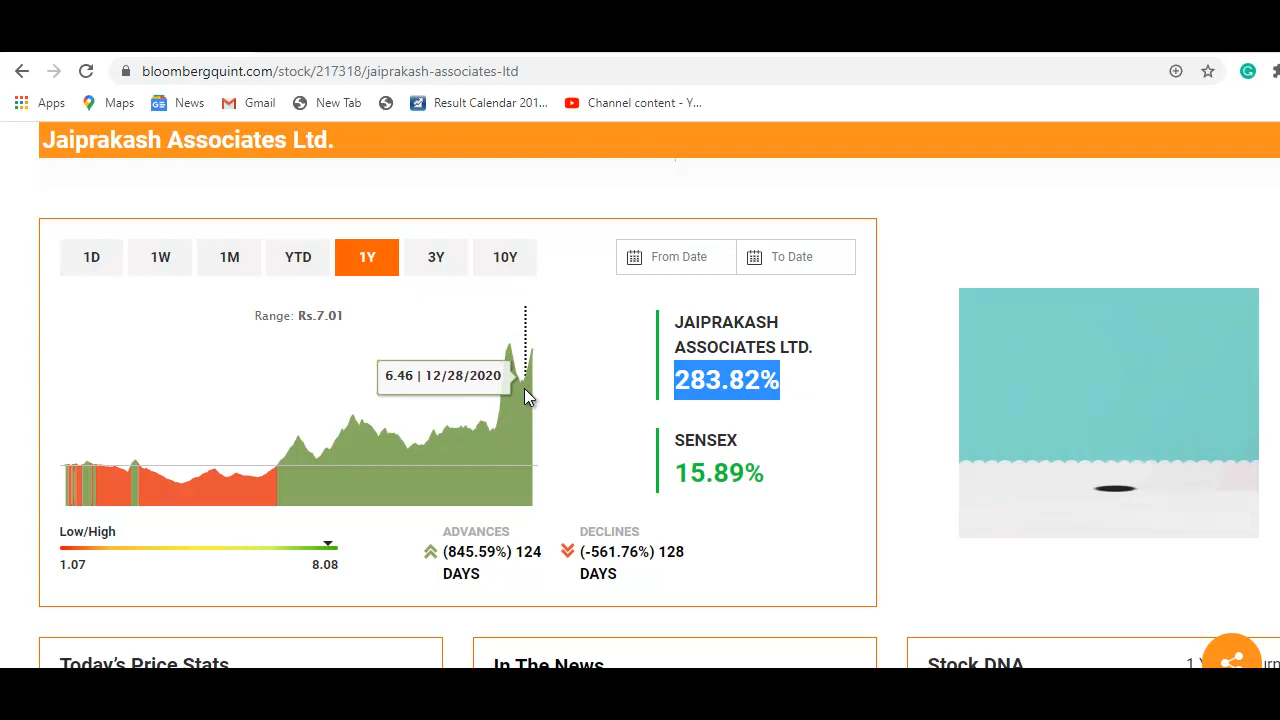 bloombergquint.com/stock/217318/jaiprakash-associates-ltd
Apps Maps News Gmail New Tab Result Calendar 201... Channel content - Y...
Jaiprakash Associates Ltd.
1D 1W 1M YTD 1Y 3Y 10Y From Date To Date
Range: Rs.7.01
6.46 | 12/28/2020
JAIPRAKASH
ASSOCIATES LTD.
283.82%
SENSEX
15.89%
Low/High
1.07 8.08
ADVANCES
(845.59%) 124
DAYS
DECLINES
(-561.76%) 128
DAYS
Today's Price Stats
In The News
Stock DNA